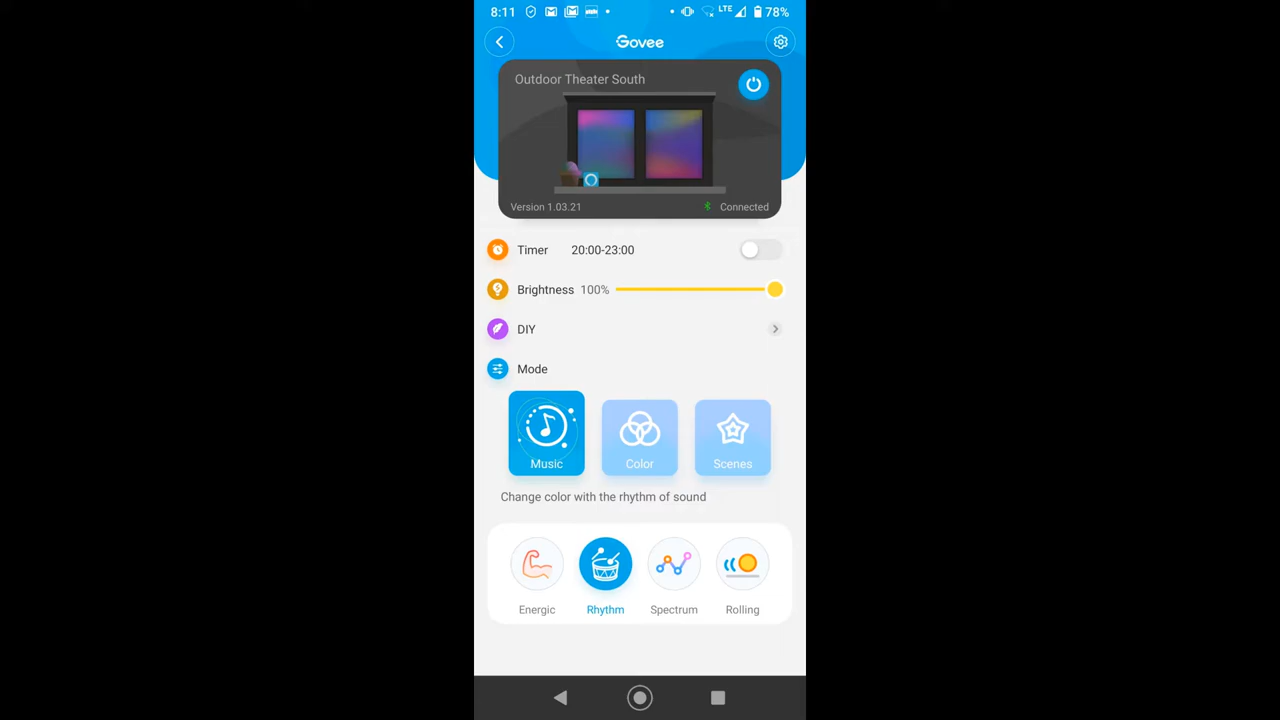 8:11
LTE 78%
Govee
Outdoor Theater South
Version 1.03.21
Connected
Timer 20:00-23:00
Brightness 100%
DIY
Mode
Music Color Scenes
Change color with the rhythm of sound
Energic Rhythm Spectrum Rolling